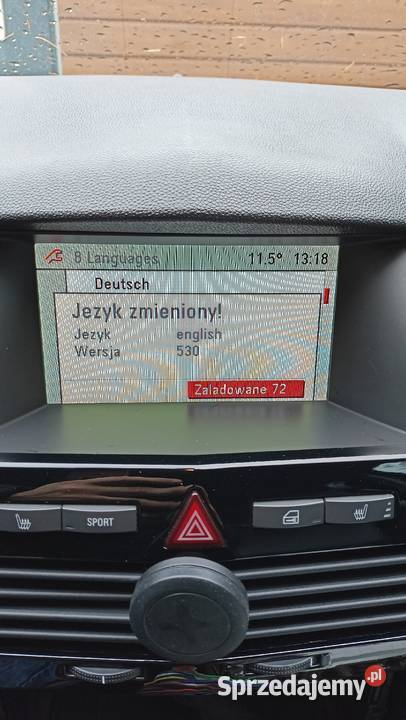 8 Languages 11.5° 13:18
Deutsch
Jezyk zmieniony!
Jezyk english
Wersja 530
Zaladowane 72
SPORT
Sprzedajemy.pl